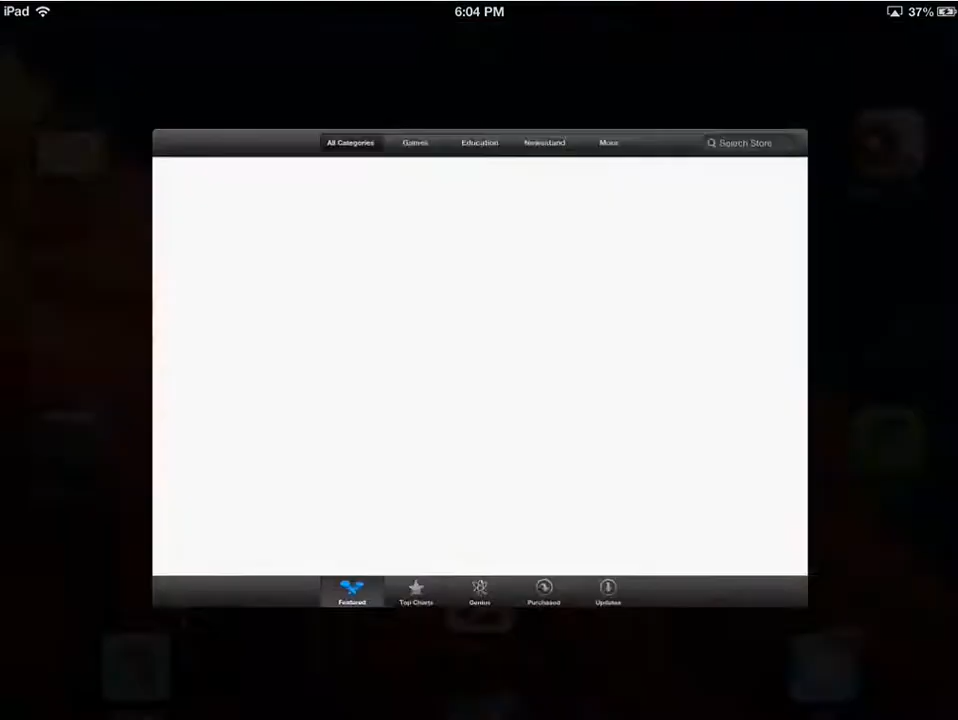 iPad 6:04 PM 37%
All Categories Games Education Newsstand More Search Store
Featured Top Charts Genius Purchased Updates